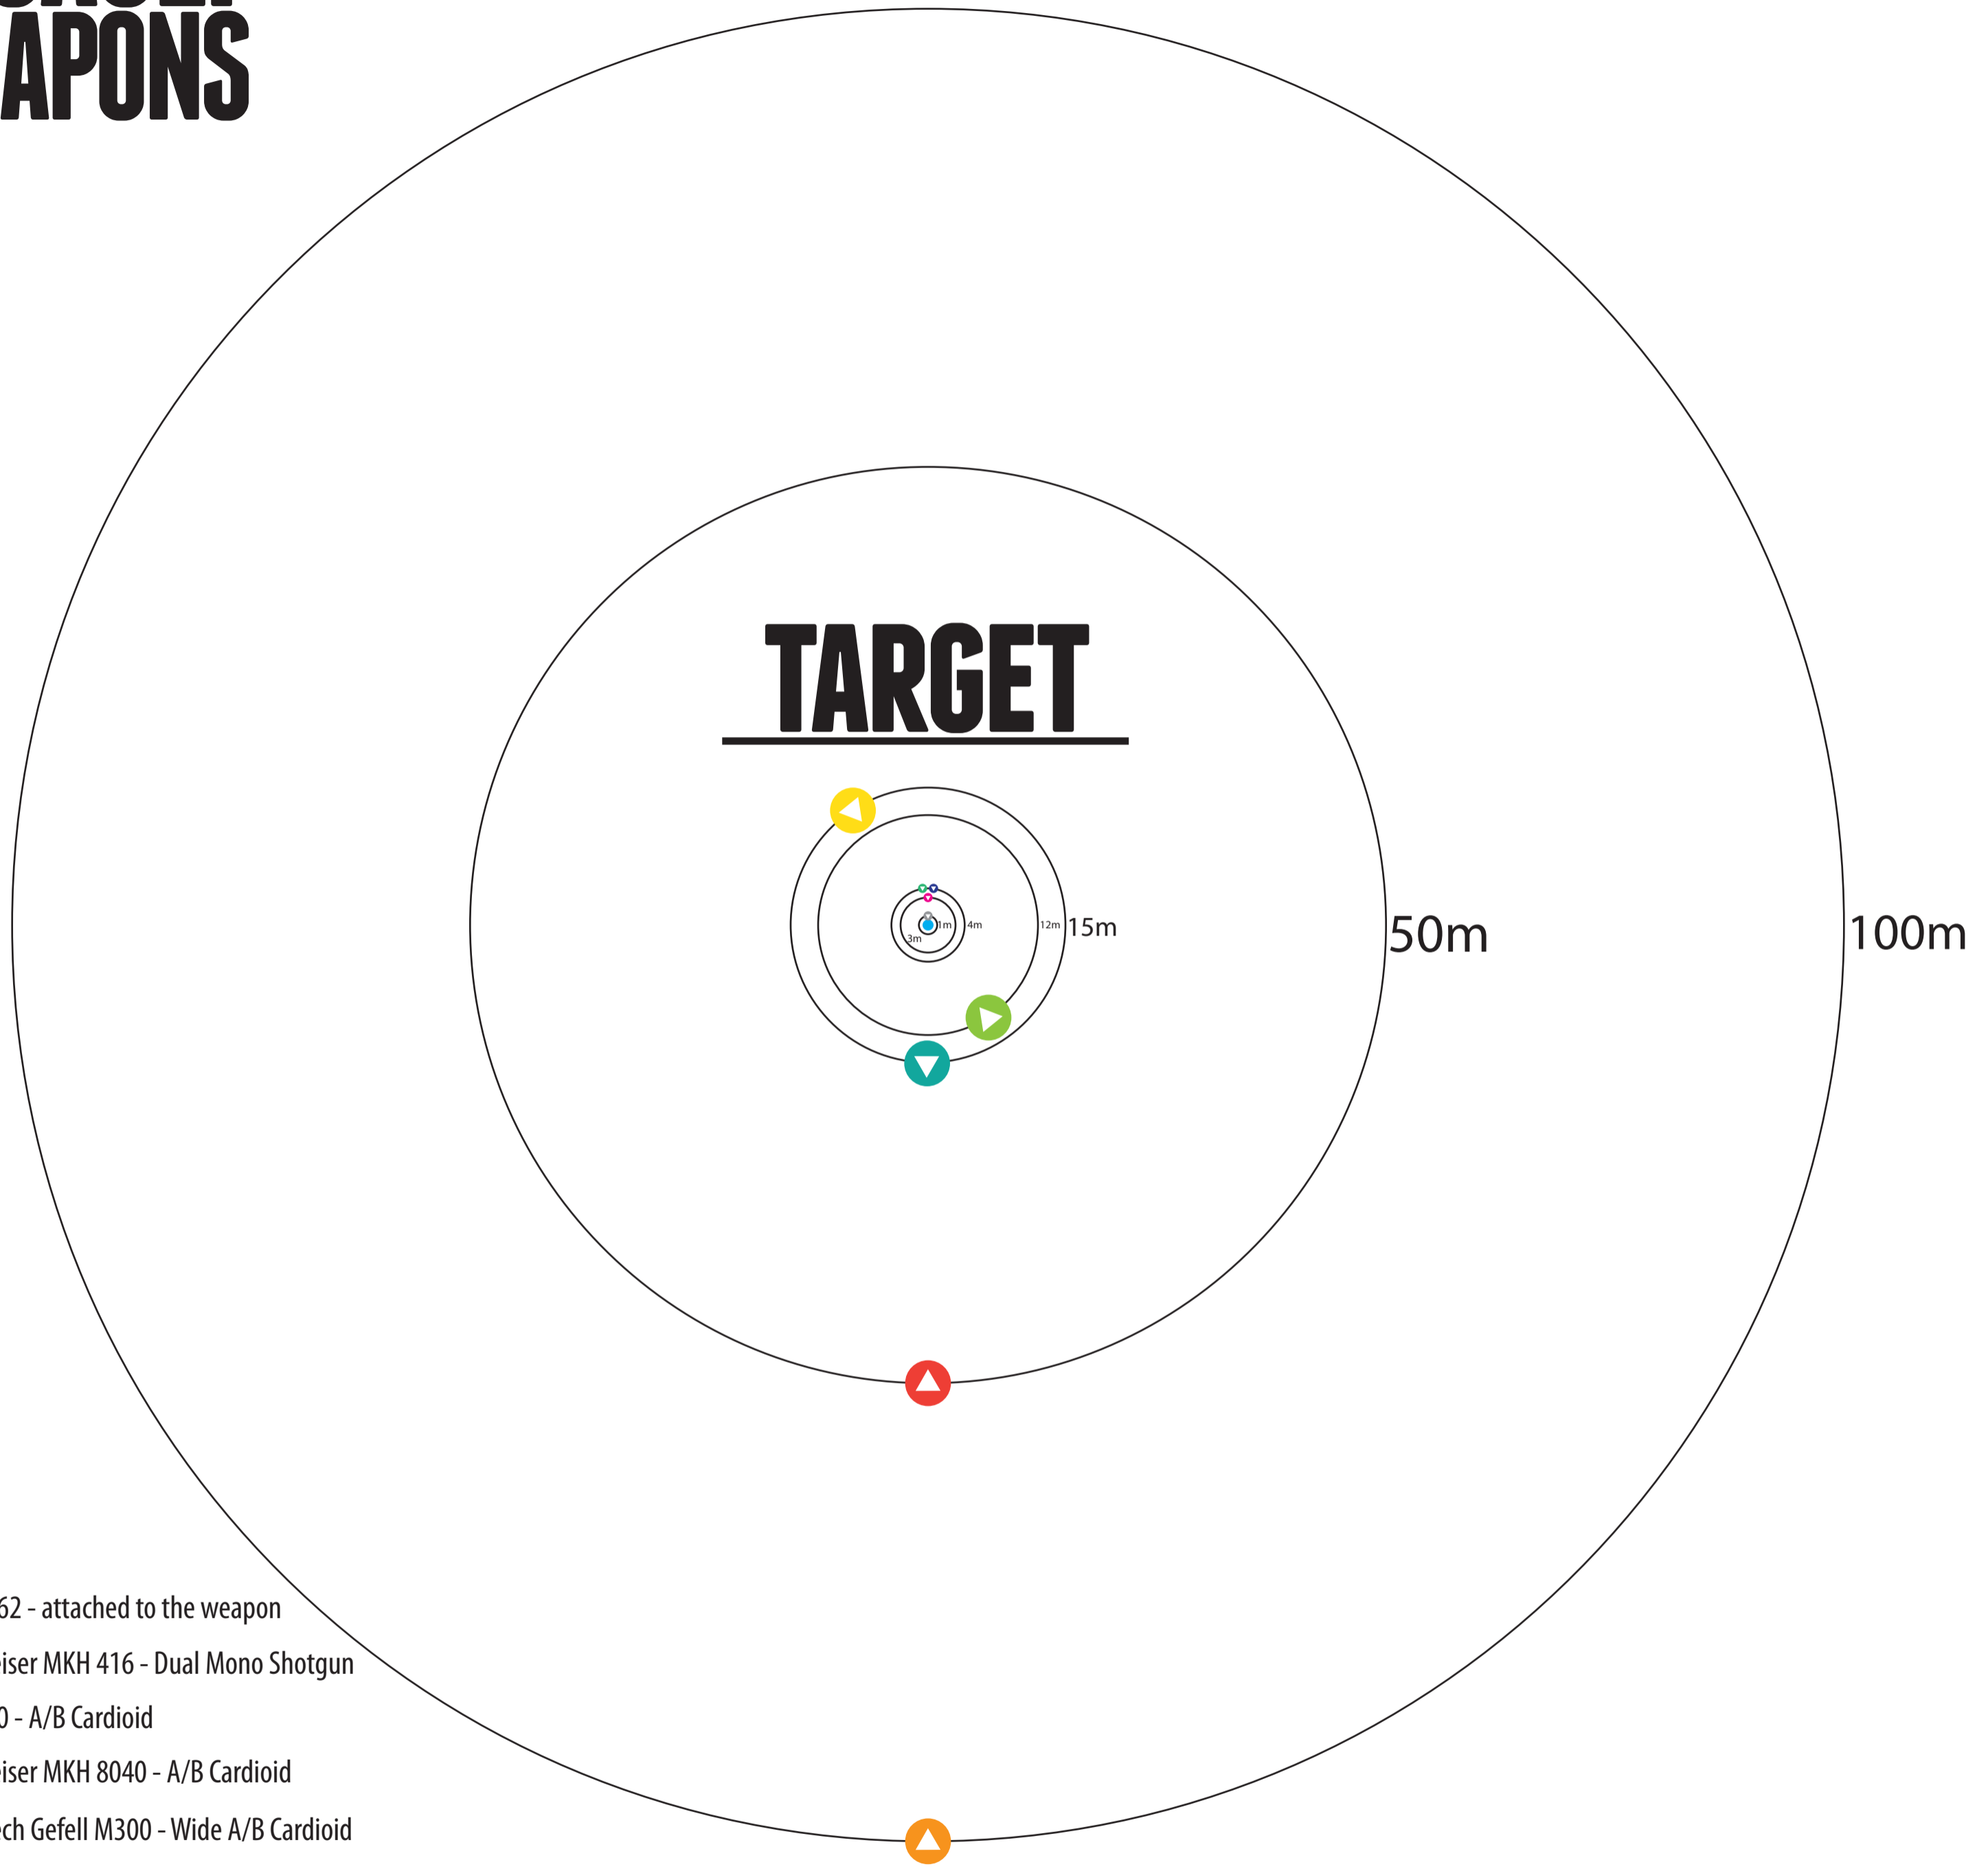 APONS
TARGET
1m
4m
12m
15m
3m
50m
100m
62 - attached to the weapon
iser MKH 416 - Dual Mono Shotgun
0 - A/B Cardioid
iser MKH 8040 - A/B Cardioid
ch Gefell M300 - Wide A/B Cardioid